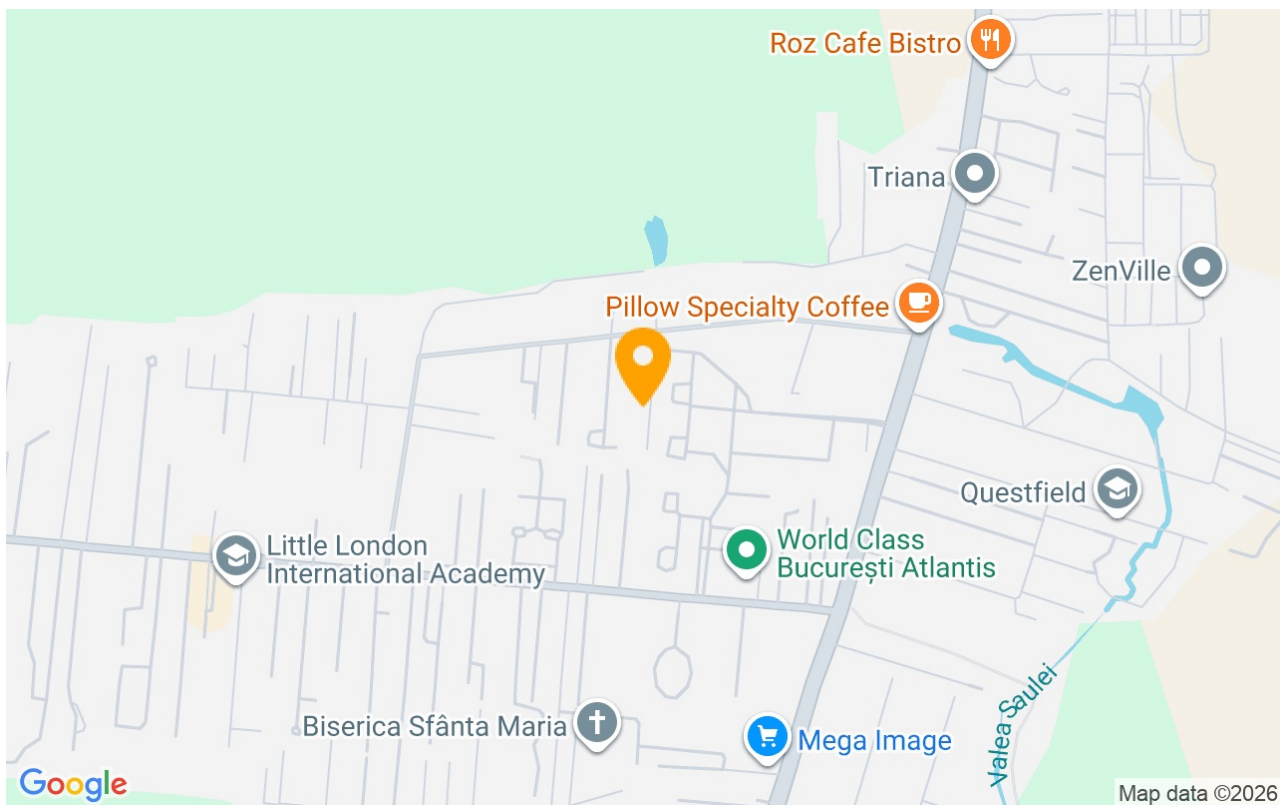 Roz Cafe Bistro
Triana
ZenVille
Pillow Specialty Coffee
Questfield
World Class
București Atlantis
Little London
International Academy
Valea Saulei
Biserica Sfânta Maria
Mega Image
Google
Map data ©2026